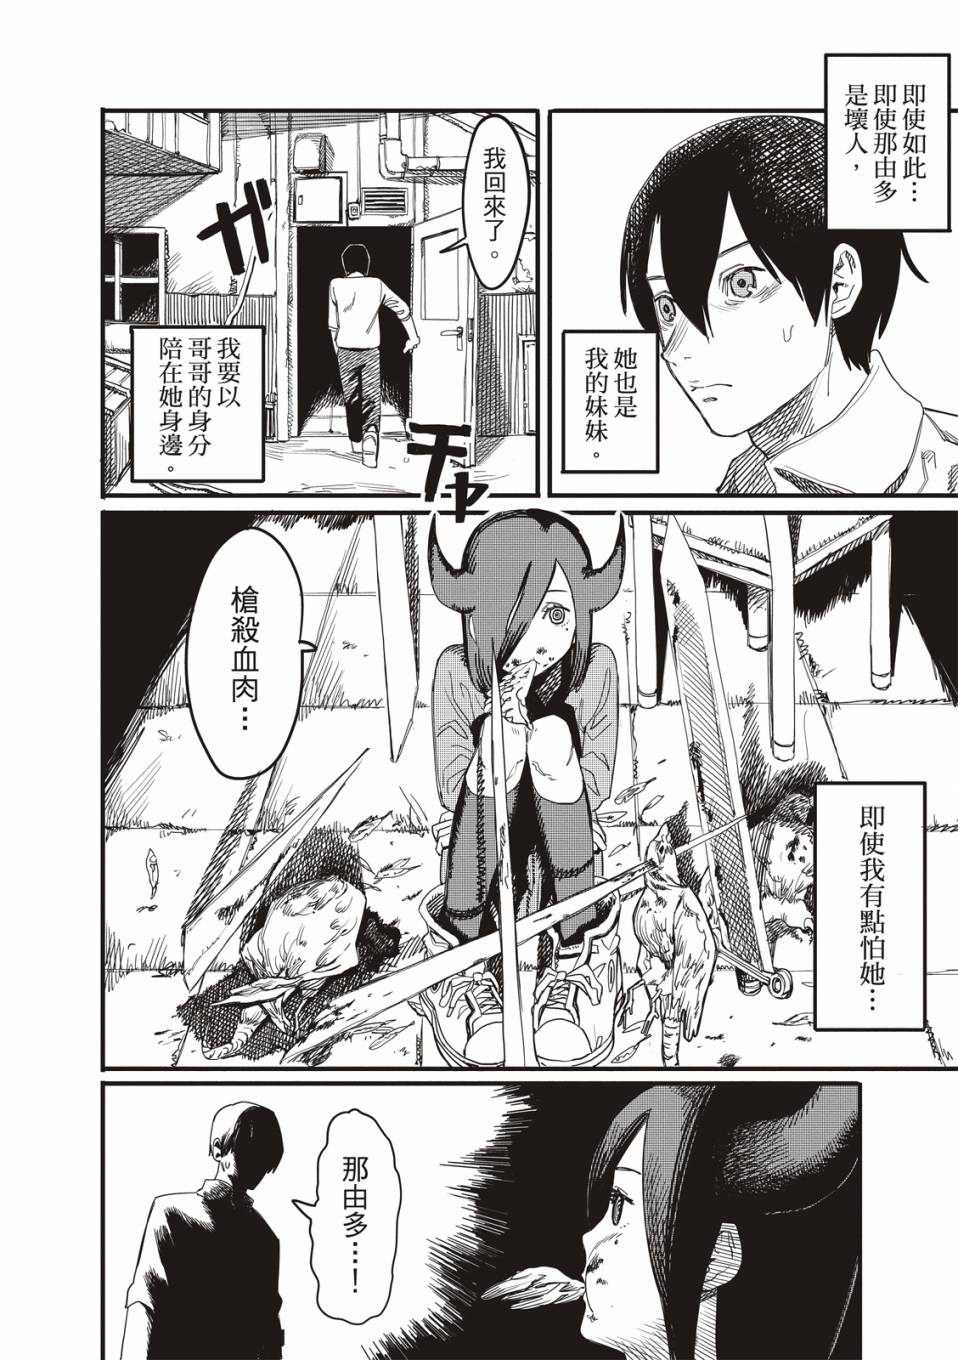 即使如此…
即使那由多
是壞人，
她也是
我的妹妹。
我回來了。
ガ
チャ
我要以
哥哥的身分
陪在她身邊。
槍殺血肉…
即使我有點怕她…
那由多…！